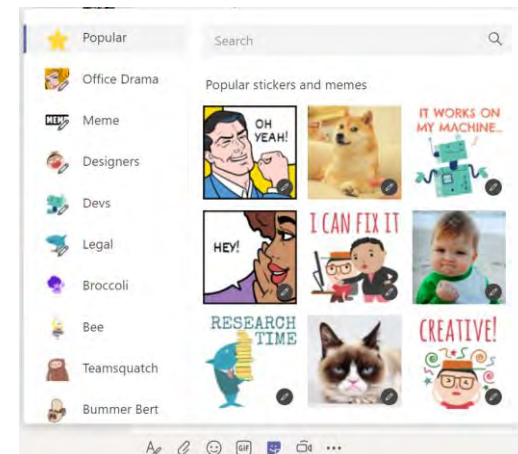 Popular
Office Drama
Meme
Designers
Devs
Legal
Broccoli
Bee
Teamsquatch
Bummer Bert
Search
Popular stickers and memes
OH
YEAH!
IT WORKS ON
MY MACHINE...
HEY!
I CAN FIX IT
RESEARCH
TIME
CREATIVE!
MEME
GIF